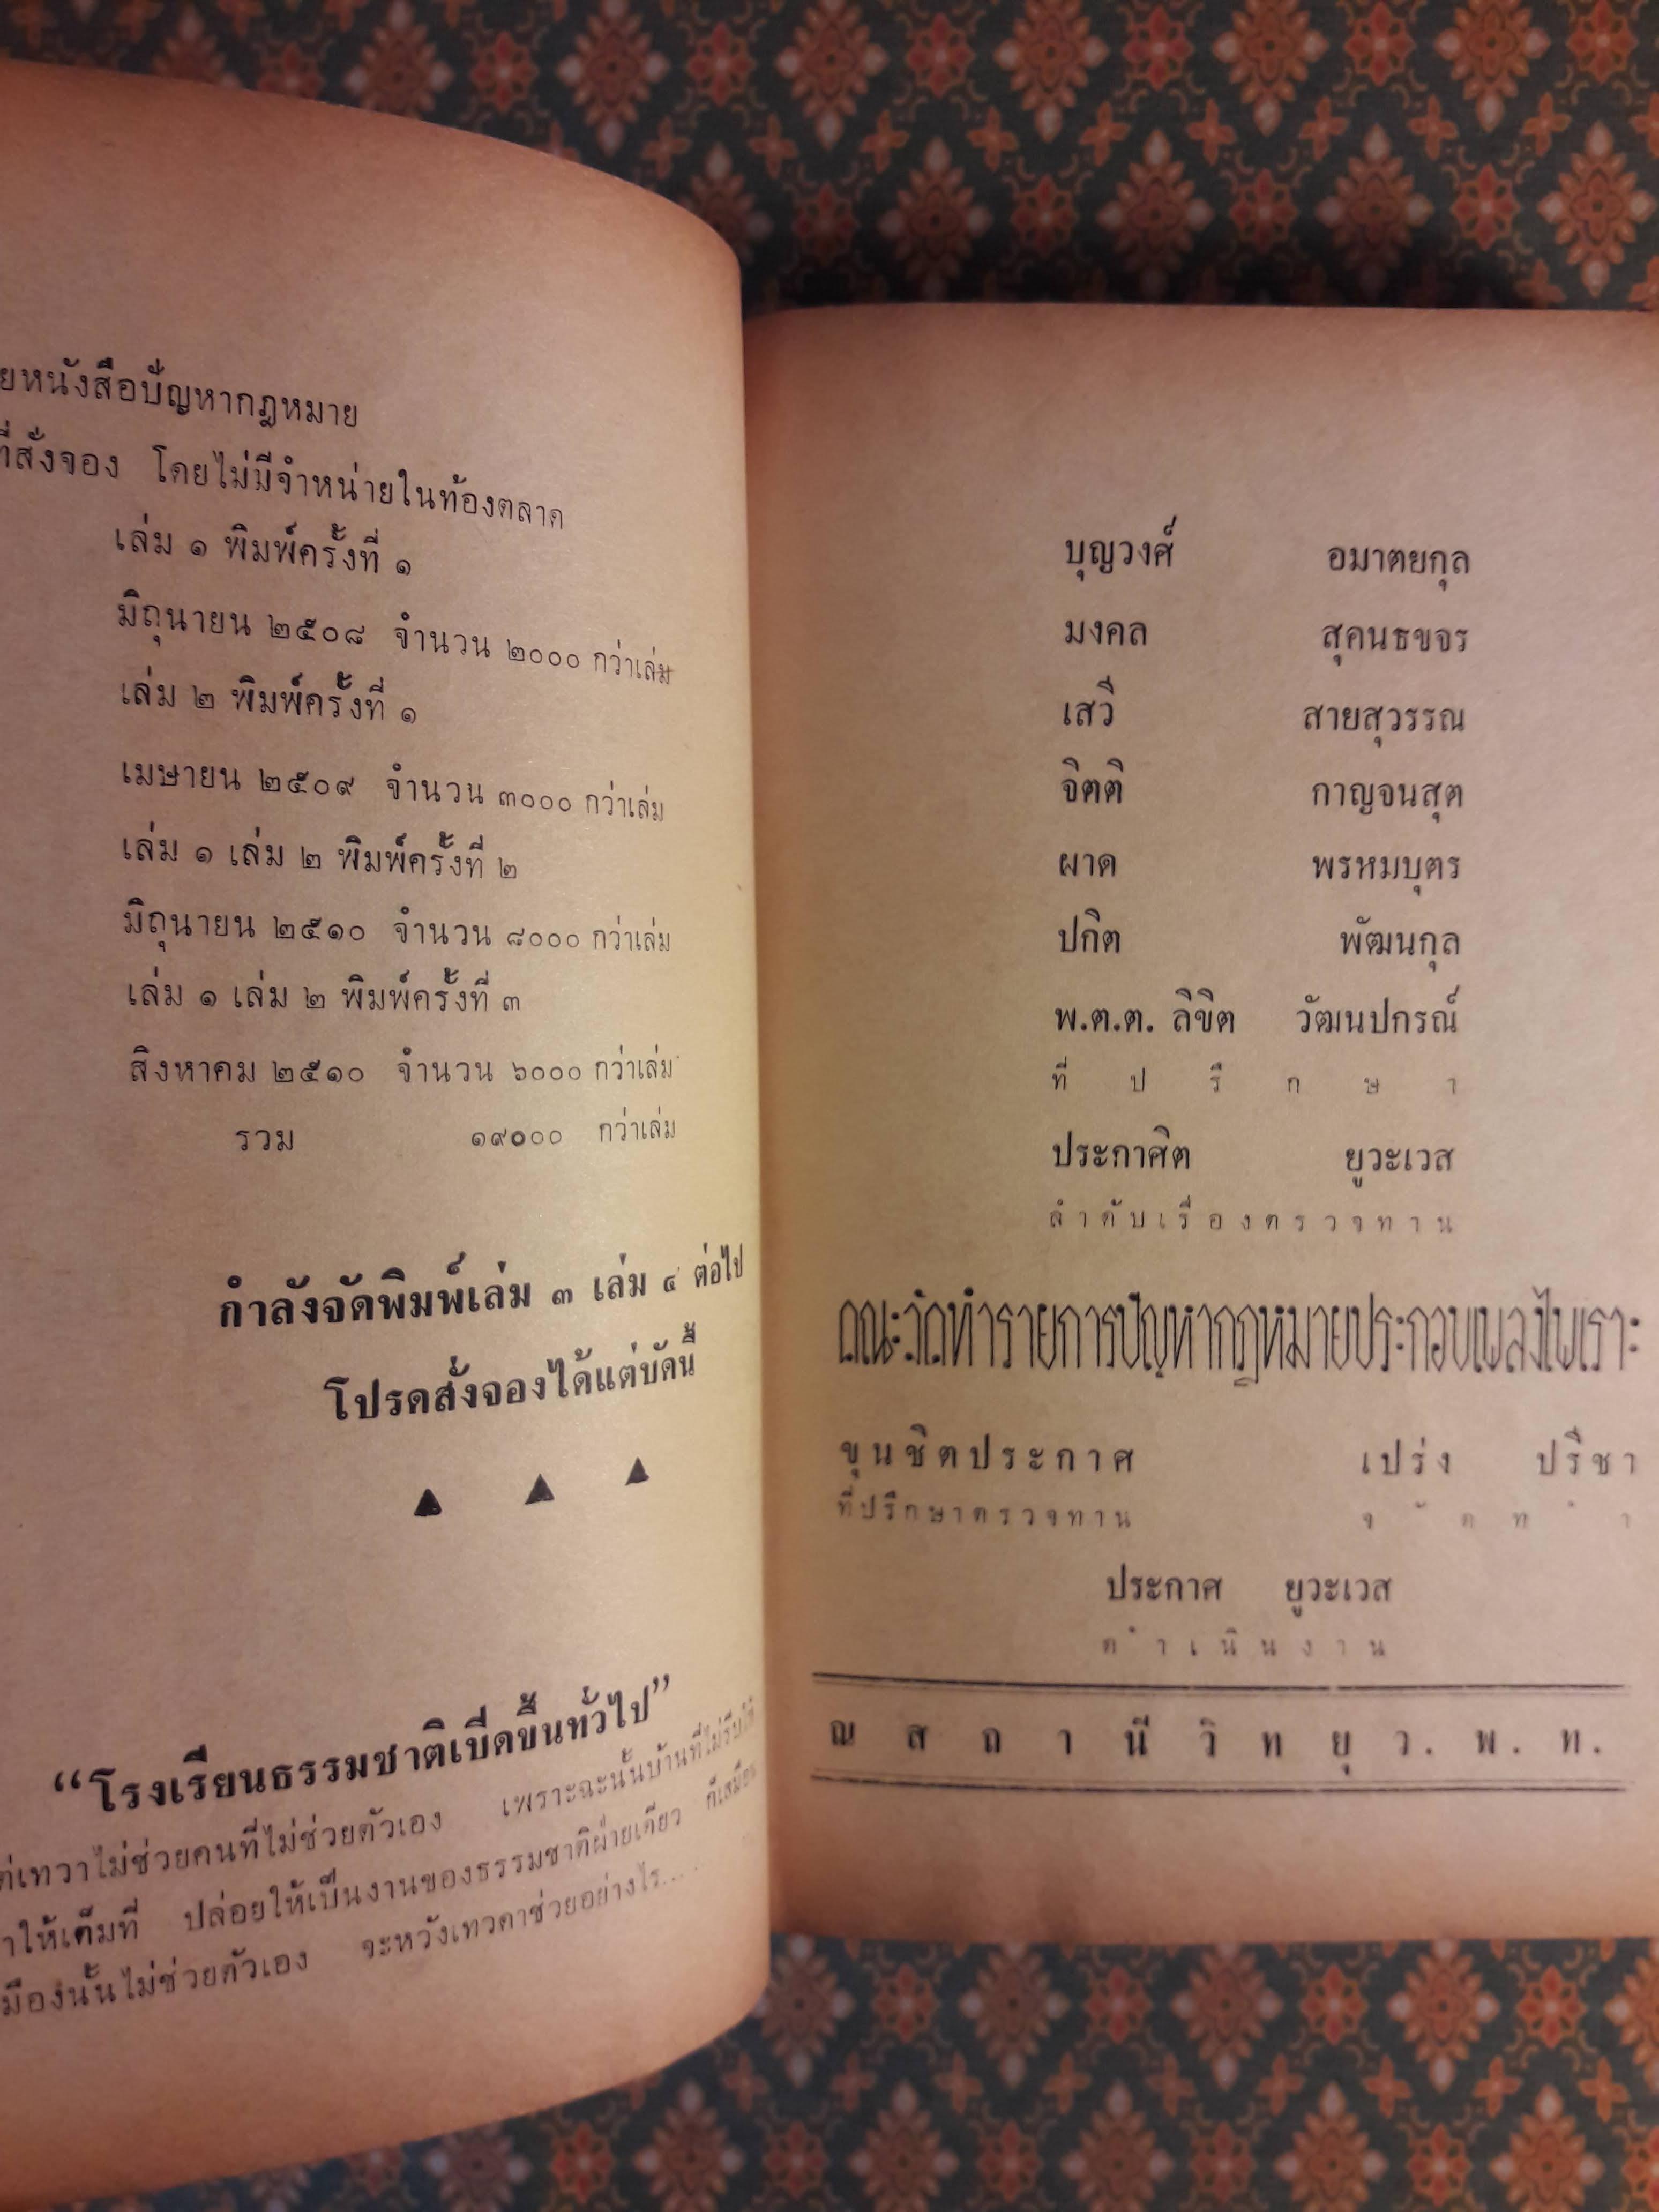 ยหนังสือปัญหากฎหมาย
ที่สั่งจอง โดยไม่มีจำหน่ายในท้องตลาด
เล่ม ๑ พิมพ์ครั้งที่ ๑
มิถุนายน ๒๕๐๘ จำนวน ๒๐๐๐ กว่าเล่ม
เล่ม ๒ พิมพ์ครั้งที่ ๑
เมษายน ๒๕๐๙ จำนวน ๓๐๐๐ กว่าเล่ม
เล่ม ๑ เล่ม ๒ พิมพ์ครั้งที่ ๒
มิถุนายน ๒๕๑๐ จำนวน ๘๐๐๐ กว่าเล่ม
เล่ม ๑ เล่ม ๒ พิมพ์ครั้งที่ ๓
สิงหาคม ๒๕๑๐ จำนวน ๖๐๐๐ กว่าเล่ม
รวม ๑๙๐๐๐ กว่าเล่ม
กำลังจัดพิมพ์เล่ม ๓ เล่ม ๔ ต่อไป
โปรดสั่งจองได้แต่บัดนี้
“โรงเรียนธรรมชาติเบีดขึ้นทั่วไป”
ต่เทวาไม่ช่วยคนที่ไม่ช่วยตัวเอง เพราะฉะนั้นบ้านที่ไม่รีบ
าให้เต็มที่ ปล่อยให้เป็นงานของธรรมชาติฝ่ายเดียว ก็เสมือน
มืองนั้นไม่ช่วยตัวเอง จะหวังเทวดาช่วยอย่างไร....
บุญวงศ์ อมาตยกุล
มงคล สุคนธขจร
เสวี สายสุวรรณ
จิตติ กาญจนสุต
ผาด พรหมบุตร
ปกิต พัฒนกุล
พ.ต.ต. ลิขิต วัฒนปกรณ์
ที่ปรึกษา
ประกาศิต ยูวะเวส
ลำดับเรื่องตรวจทาน
คณะจัดทำรายการปัญหากฎหมายประกอบเพลงไพเราะ
ขุนชิตประกาศ เปร่ง ปรีชา
ที่ปรึกษาตรวจทาน จัดทำ
ประกาศ ยูวะเวส
ดำเนินงาน
ณ สถานีวิทยุ ว. พ. ท.